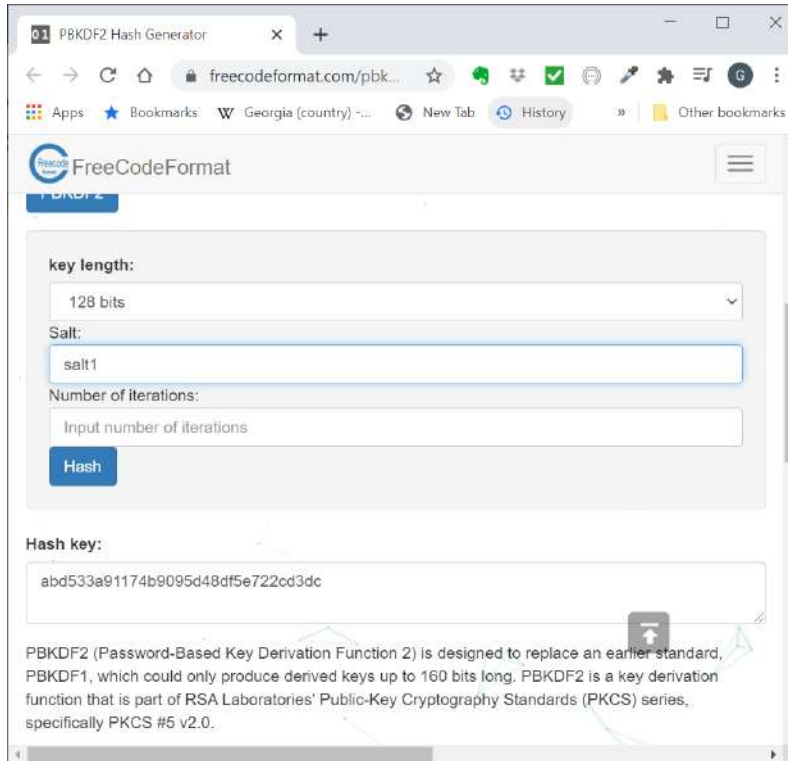 01 PBKDF2 Hash Generator
freecodeformat.com/pbk... G
Apps Bookmarks W Georgia (country) -... New Tab History » Other bookmarks
Freecode format FreeCodeFormat
PBKDF2
key length:
128 bits
Salt:
salt1
Number of iterations:
Input number of iterations
Hash
Hash key:
abd533a91174b9095d48df5e722cd3dc
PBKDF2 (Password-Based Key Derivation Function 2) is designed to replace an earlier standard,
PBKDF1, which could only produce derived keys up to 160 bits long. PBKDF2 is a key derivation
function that is part of RSA Laboratories' Public-Key Cryptography Standards (PKCS) series,
specifically PKCS #5 v2.0.